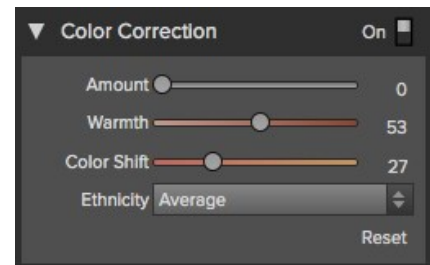 Color Correction On
Amount 0
Warmth 53
Color Shift 27
Ethnicity Average
Reset